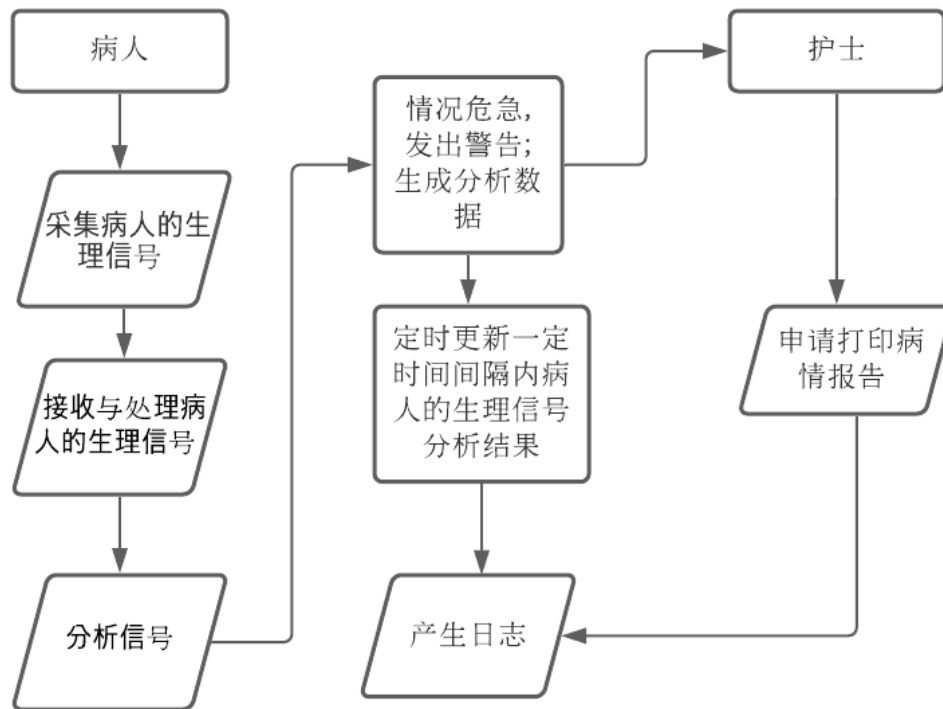 病人
采集病人的生
理信号
接收与处理病
人的生理信号
分析信号
情况危急，
发出警告；
生成分析数
据
定时更新一定
时间间隔内病
人的生理信号
分析结果
产生日志
护士
申请打印病
情报告